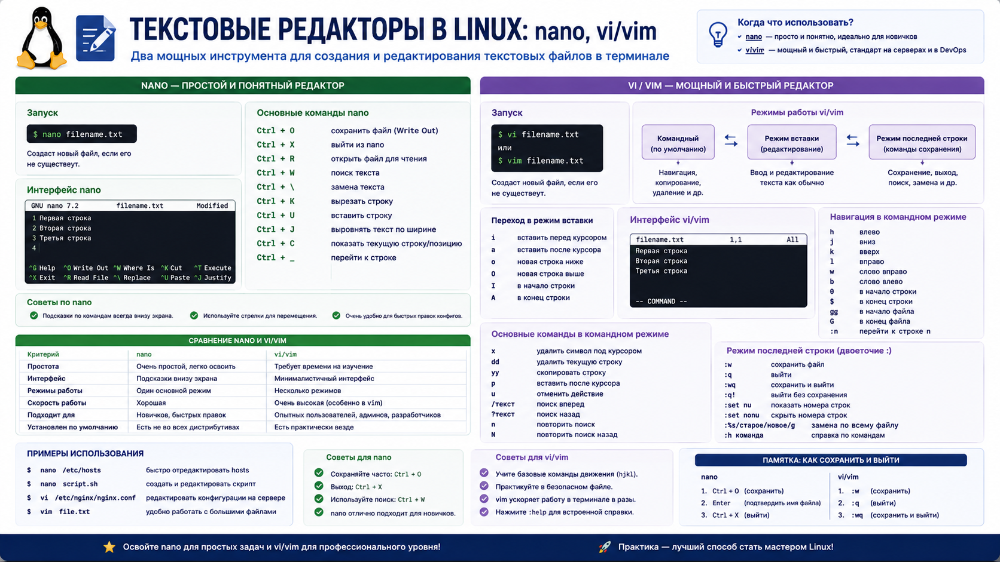 ТЕКСТОВЫЕ РЕДАКТОРЫ В LINUX: nano, vi/vim
Два мощных инструмента для создания и редактирования текстовых файлов в терминале
Когда что использовать?
nano — просто и понятно, идеально для новичков
vi/vim — мощный и быстрый, стандарт на серверах и в DevOps
NANO — ПРОСТОЙ И ПОНЯТНЫЙ РЕДАКТОР
Запуск
$ nano filename.txt
Создаст новый файл, если его
не существеут.
Интерфейс nano
GNU nano 7.2 filename.txt Modified
1 Первая строка
2 Вторая строка
3 Третья строка
4
^G Help ^O Write Out ^W Where Is ^K Cut ^T Execute
^X Exit ^R Read File ^\ Replace ^U Paste ^J Justify
Основные команды nano
Ctrl + O сохранить файл (Write Out)
Ctrl + X выйти из nano
Ctrl + R открыть файл для чтения
Ctrl + W поиск текста
Ctrl + \ замена текста
Ctrl + K вырезать строку
Ctrl + U вставить строку
Ctrl + J выровнять текст по ширине
Ctrl + C показать текущую строку/позицию
Ctrl + _ перейти к строке
Советы по nano
Подсказки по командам всегда внизу экрана.
Используйте стрелки для перемещения.
Очень удобно для быстрых правок конфигов.
СРАВНЕНИЕ NANO И VI/VIM
Критерий nano vi/vim
Простота Очень простой, легко освоить Требует времени на изучение
Интерфейс Подсказки внизу экрана Минималистичный интерфейс
Режимы работы Один основной режим Несколько режимов
Скорость работы Хорошая Очень высокая (особенно в vim)
Подходит для Новичков, быстрых правок Опытных пользователей, админов, разработчиков
Установлен по умолчанию Есть не во всех дистрибутивах Есть практически везде
VI / VIM — МОЩНЫЙ И БЫСТРЫЙ РЕДАКТОР
Запуск
$ vi filename.txt
или
$ vim filename.txt
Создаст новый файл, если его
не существеут.
Режимы работы vi/vim
Командный
(по умолчанию)
Навигация,
копирование,
удаление и др.
Режим вставки
(редактирование)
Ввод и редактирование
текста как обычно
Режим последней строки
(команды сохранения)
Сохранение, выход,
поиск, замена и др.
Переход в режим вставки
i вставить перед курсором
a вставить после курсора
o новая строка ниже
O новая строка выше
I в начало строки
A в конец строки
Интерфейс vi/vim
filename.txt 1,1 All
Первая строка
Вторая строка
Третья строка
-- COMMAND --
Навигация в командном режиме
h влево
j вниз
k вверх
l вправо
w слово вправо
b слово влево
0 в начало строки
$ в конец строки
gg в начало файла
G в конец файла
:n перейти к строке n
Основные команды в командном режиме
x удалить символ под курсором
dd удалить текущую строку
yy скопировать строку
p вставить после курсора
u отменить действие
/текст поиск вперед
?текст поиск назад
n повторить поиск
N повторить поиск назад
Режим последней строки (двоеточие :)
:w сохранить файл
:q выйти
:wq сохранить и выйти
:q! выйти без сохранения
:set nu показать номера строк
:set nonu скрыть номера строк
:%s/старое/новое/g замена по всему файлу
:h команда справка по командам
ПРИМЕРЫ ИСПОЛЬЗОВАНИЯ
$ nano /etc/hosts быстро отредактировать hosts
$ nano script.sh создать и редактировать скрипт
$ vi /etc/nginx/nginx.conf редактировать конфигурации на сервере
$ vim file.txt удобно работать с большими файлами
Советы для nano
Сохраняйте часто: Ctrl + O
Выход: Ctrl + X
Используйте поиск: Ctrl + W
nano отлично подходит для новичков.
Советы для vi/vim
Учите базовые команды движения (hjkl).
Практикуйте в безопасном файле.
vim ускоряет работу в терминале в разы.
Нажмите :help для встроенной справки.
ПАМЯТКА: КАК СОХРАНИТЬ И ВЫЙТИ
nano
1. Ctrl + O (сохранить)
2. Enter (подтвердить имя файла)
3. Ctrl + X (выйти)
vi/vim
1. :w (сохранить)
2. :q (выйти)
3. :wq (сохранить и выйти)
Освойте nano для простых задач и vi/vim для профессионального уровня!
Практика — лучший способ стать мастером Linux!